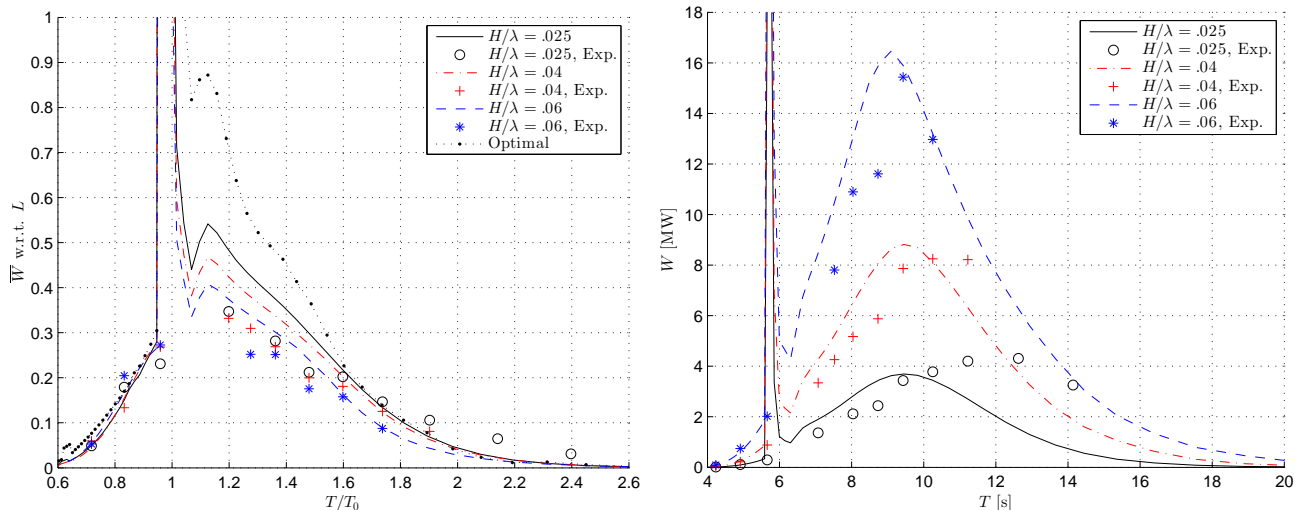 1
0.9
0.8
0.7
0.6
0.5
0.4
0.3
0.2
0.1
0
W̅ w.r.t. L
0.6 0.8 1 1.2 1.4 1.6 1.8 2 2.2 2.4 2.6
T/T₀
H/λ = .025
H/λ = .025, Exp.
H/λ = .04
H/λ = .04, Exp.
H/λ = .06
H/λ = .06, Exp.
Optimal
18
16
14
12
10
8
6
4
2
0
W [MW]
4 6 8 10 12 14 16 18 20
T [s]
H/λ = .025
H/λ = .025, Exp.
H/λ = .04
H/λ = .04, Exp.
H/λ = .06
H/λ = .06, Exp.